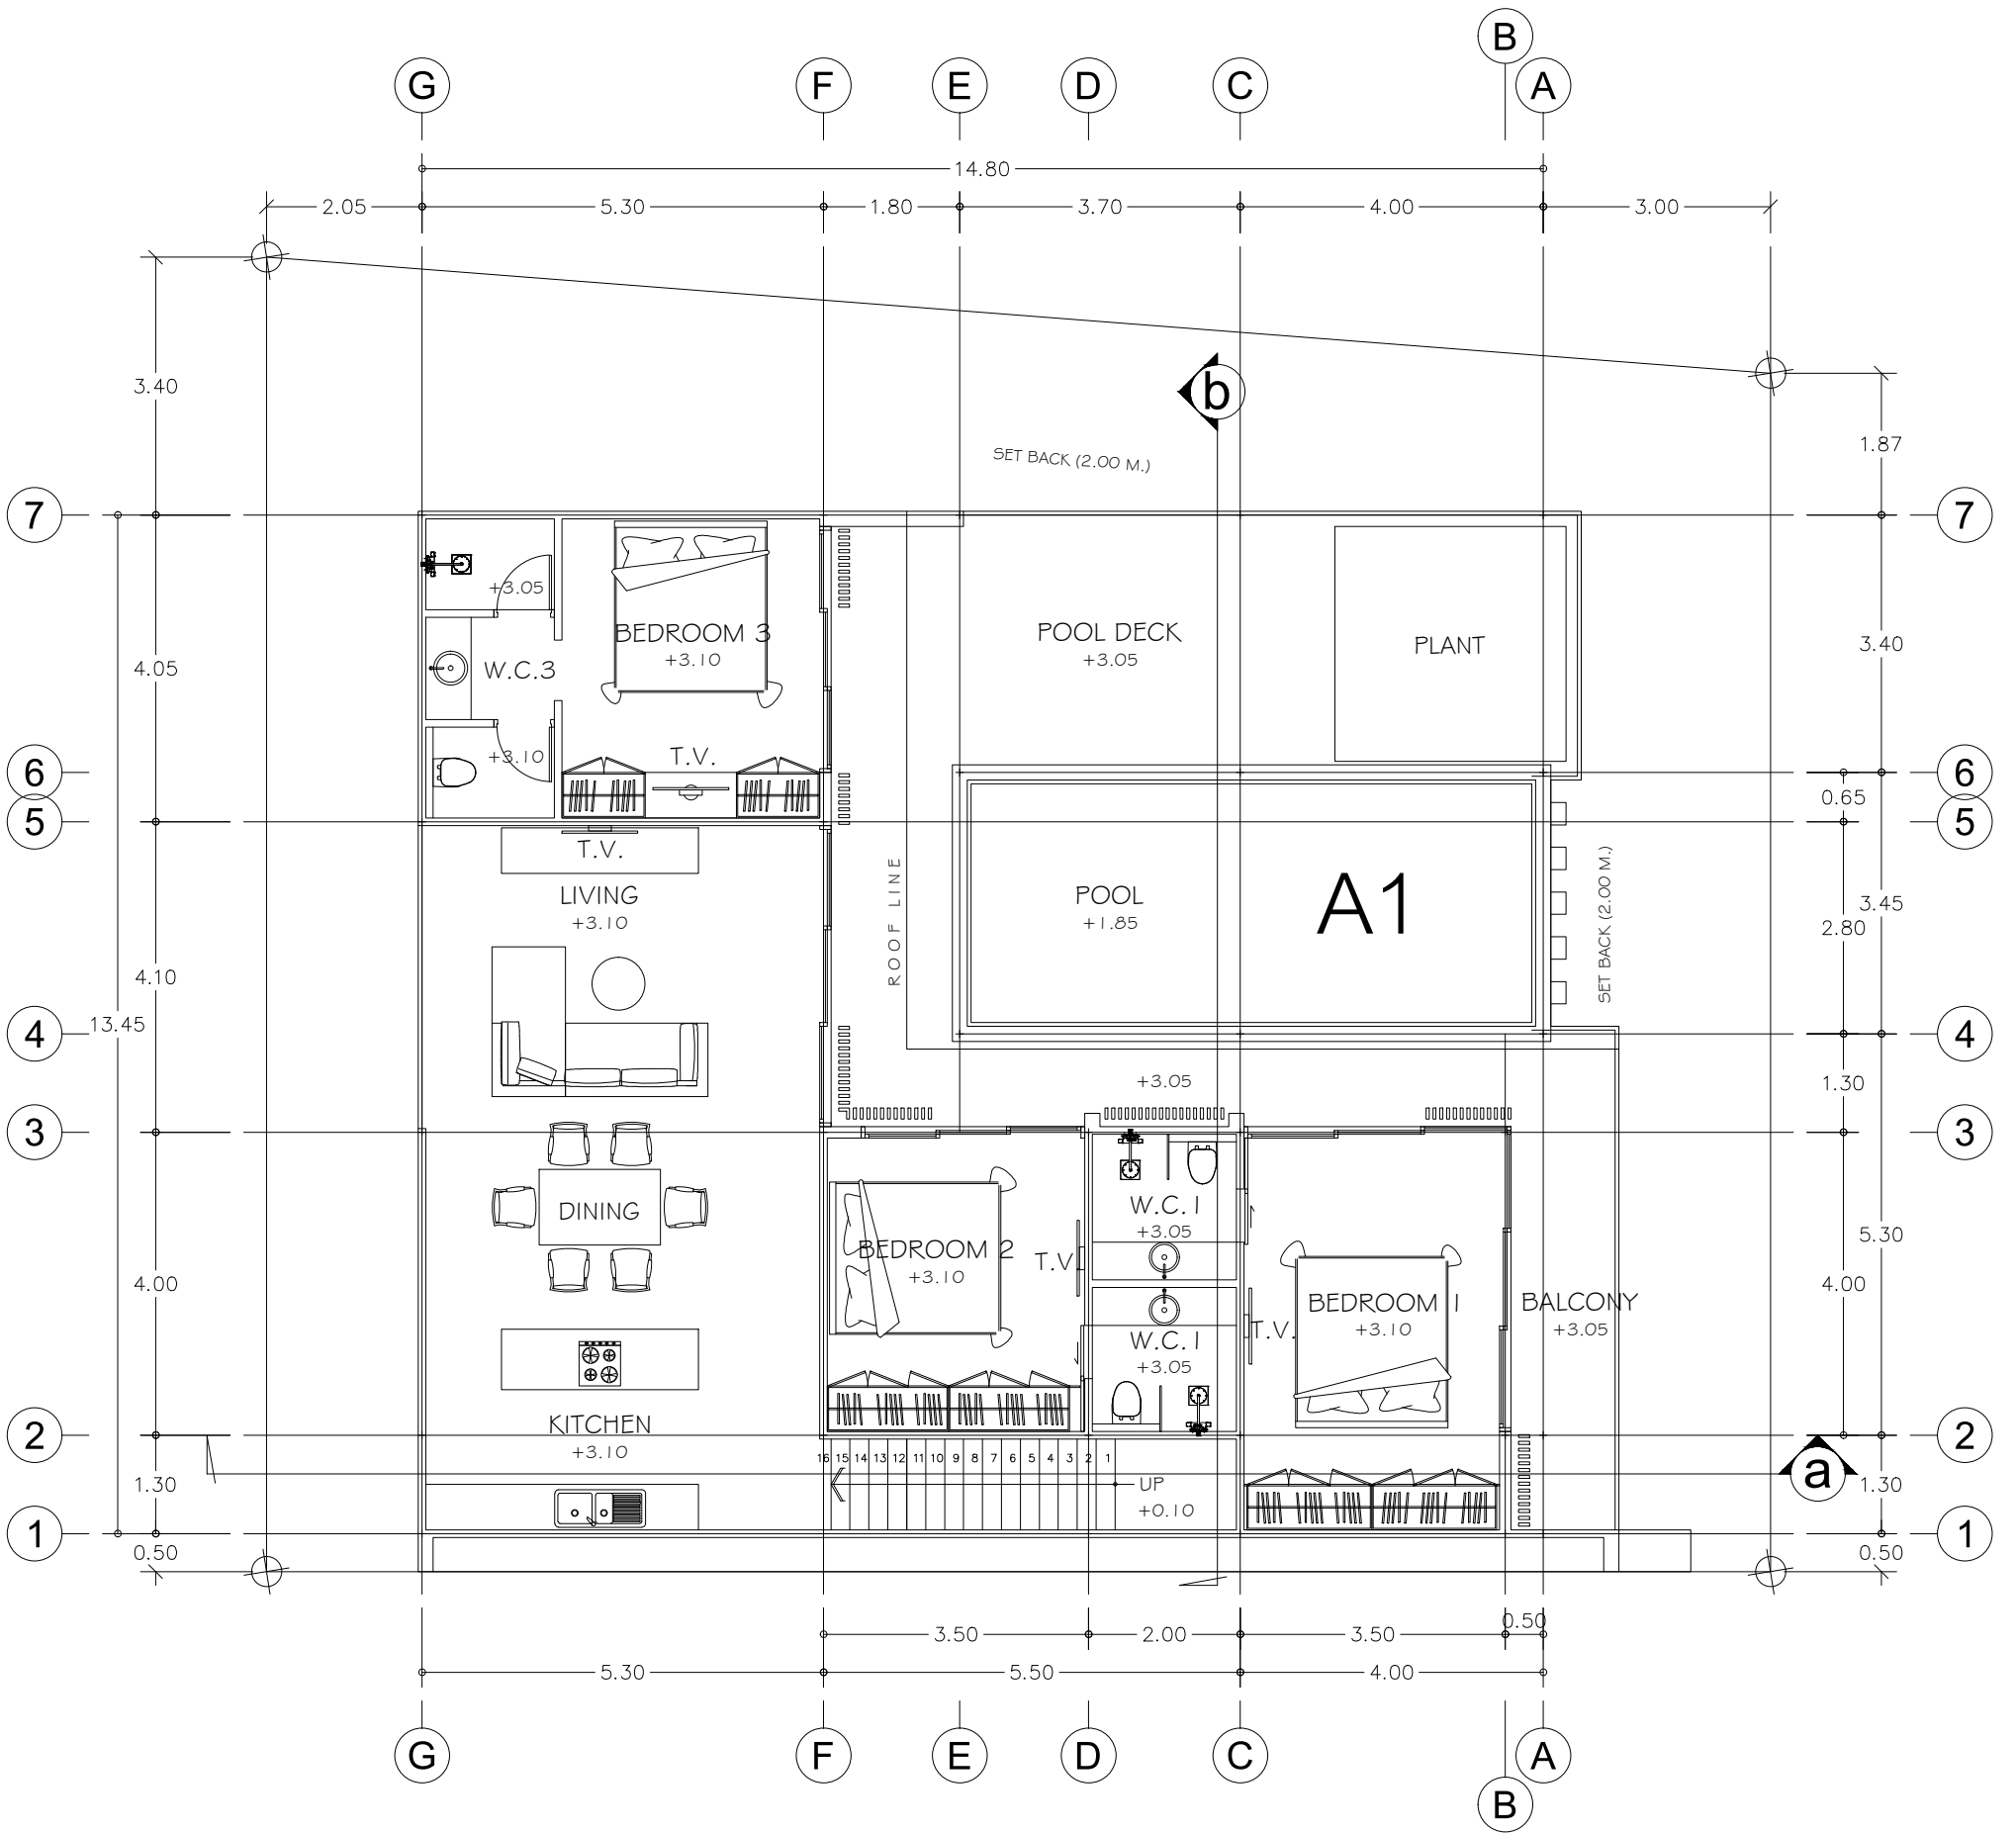 B
G F E D C A
14.80
2.05 5.30 1.80 3.70 4.00 3.00
3.40
b
1.87
SET BACK (2.00 M.)
7 7
+3.05
BEDROOM 3
+3.10
POOL DECK
+3.05
PLANT
3.40
4.05
W.C.3
+3.10
T.V.
6 6
0.65
5 5
T.V.
LIVING
+3.10
ROOF LINE
POOL
+1.85
A1
SET BACK (2.00 M.)
3.45
2.80
4.10
13.45
4 4
+3.05
1.30
3 3
DINING
W.C.1
+3.05
BEDROOM 2
+3.10
T.V.
5.30
4.00 4.00
BEDROOM 1
+3.10
BALCONY
+3.05
T.V.
W.C.1
+3.05
KITCHEN
+3.10
2 2
16 15 14 13 12 11 10 9 8 7 6 5 4 3 2 1
a
1.30
UP
1.30
+0.10
1 1
0.50 0.50
0.50
3.50 2.00 3.50
5.30 5.50 4.00
G F E D C A
B